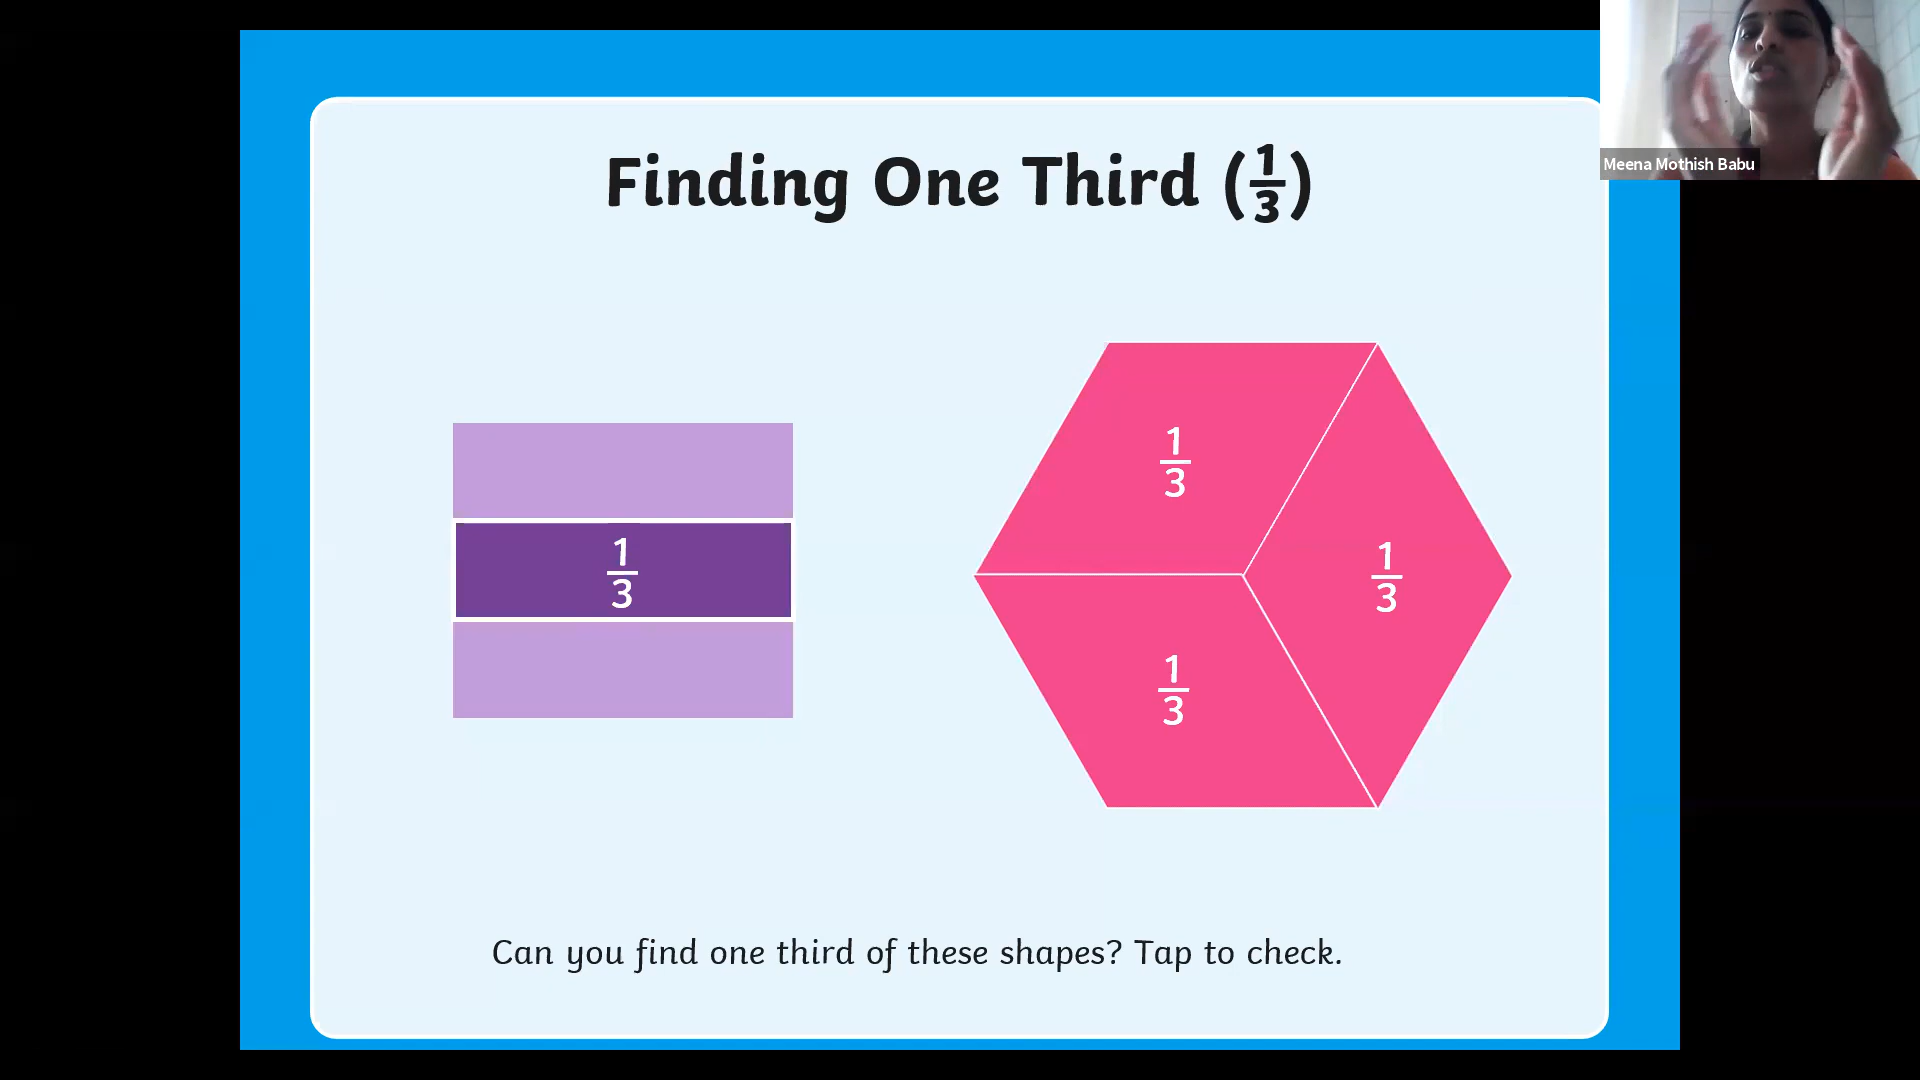 Finding One Third (1/3)
Meena Mothish Babu
1/3
1/3
1/3
1/3
Can you find one third of these shapes? Tap to check.